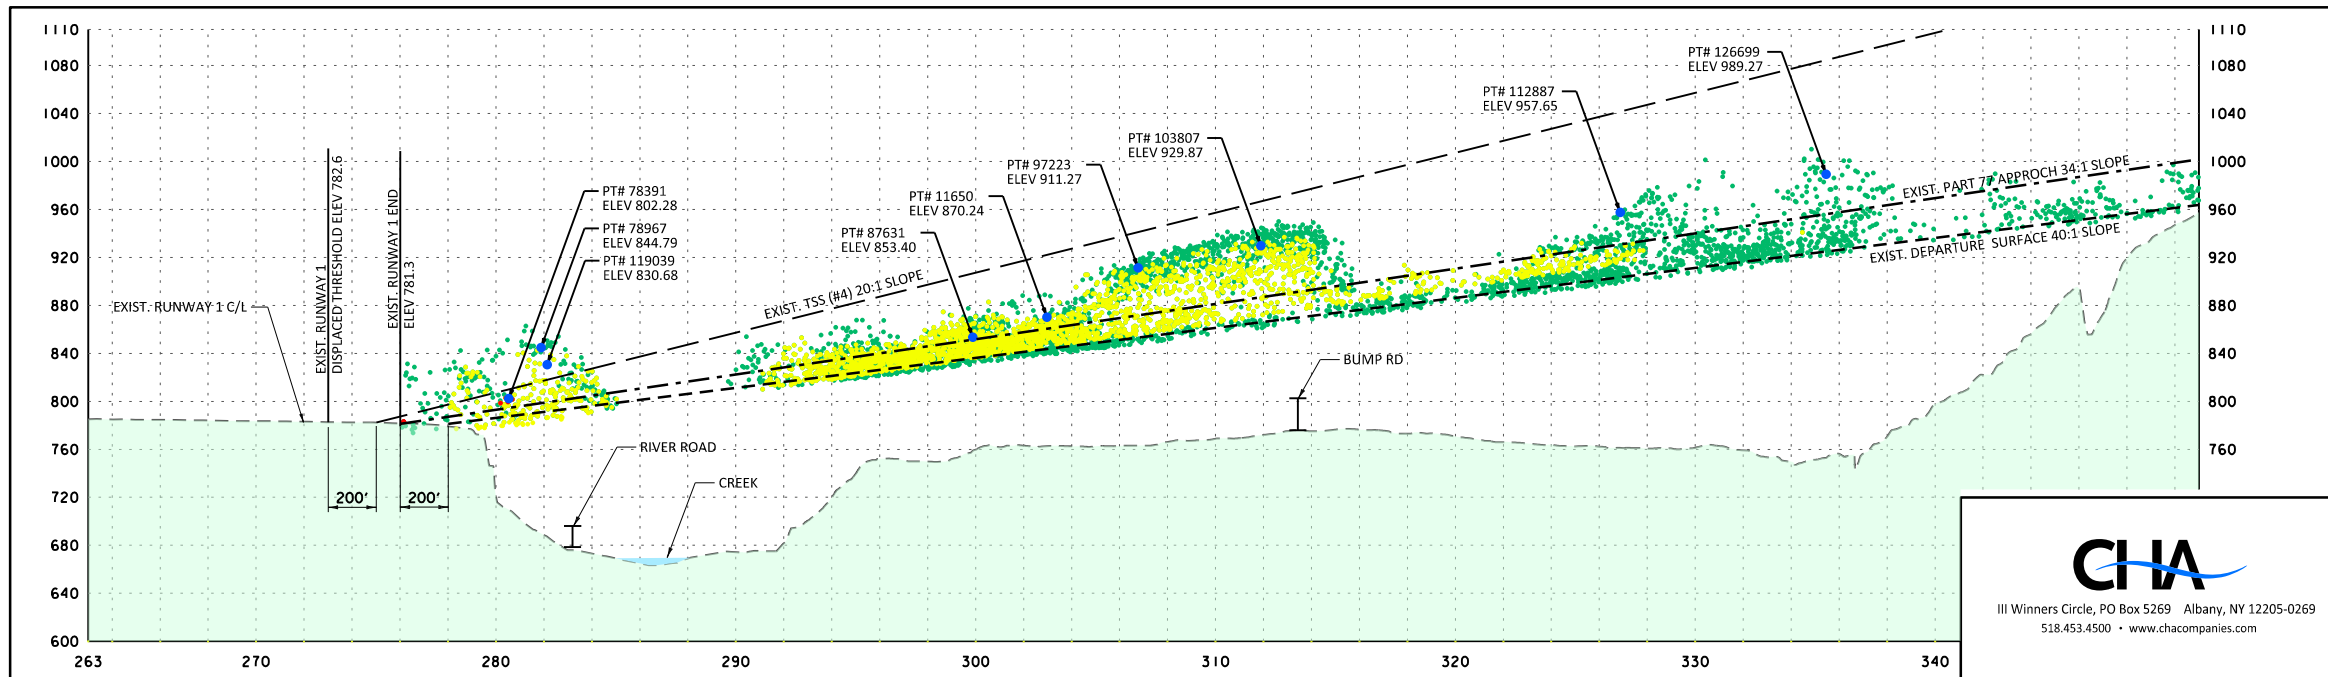 1110
1080
1040
1000
960
920
880
840
800
760
720
680
640
600
1110
1080
1040
1000
960
920
880
840
800
760
263
270
280
290
300
310
320
330
340
EXIST. RUNWAY 1 C/L
EXIST. RUNWAY 1
DISPLACED THRESHOLD ELEV 782.6
EXIST. RUNWAY 1 END
ELEV 781.3
200'
200'
PT# 78391
ELEV 802.28
PT# 78967
ELEV 844.79
PT# 119039
ELEV 830.68
RIVER ROAD
CREEK
EXIST. TSS (#4) 20:1 SLOPE
PT# 87631
ELEV 853.40
PT# 11650
ELEV 870.24
PT# 97223
ELEV 911.27
PT# 103807
ELEV 929.87
BUMP RD
PT# 112887
ELEV 957.65
PT# 126699
ELEV 989.27
EXIST. PART 77 APPROCH 34:1 SLOPE
EXIST. DEPARTURE SURFACE 40:1 SLOPE
CHA
III Winners Circle, PO Box 5269 Albany, NY 12205-0269
518.453.4500 • www.chacompanies.com